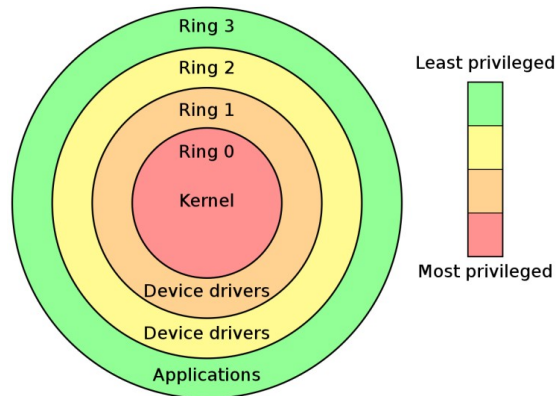 Ring 3
Ring 2
Ring 1
Ring 0
Kernel
Device drivers
Device drivers
Applications
Least privileged
Most privileged